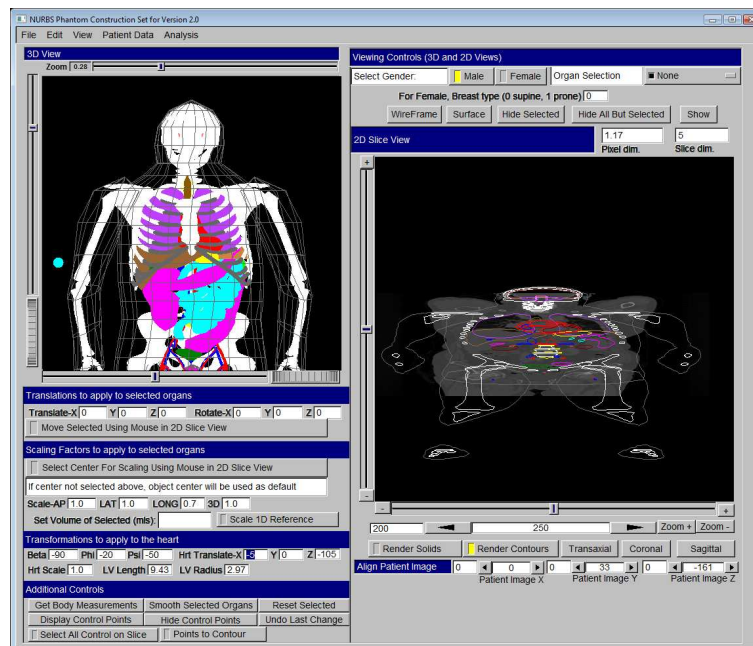 NURBS Phantom Construction Set for Version 2.0
File Edit View Patient Data Analysis
3D View
Zoom 0.28
Viewing Controls (3D and 2D Views)
Select Gender: Male Female Organ Selection None
For Female, Breast type (0 supine, 1 prone) 0
WireFrame Surface Hide Selected Hide All But Selected Show
2D Slice View
1.17 5
Pixel dim. Slice dim.
+
-
- +
200 250 Zoom + Zoom -
Render Solids Render Contours Transaxial Coronal Sagittal
Align Patient Image 0 0 0 33 0 -161
Patient Image X Patient Image Y Patient Image Z
Translations to apply to selected organs
Translate-X 0 Y 0 Z 0 Rotate-X 0 Y 0 Z 0
Move Selected Using Mouse in 2D Slice View
Scaling Factors to apply to selected organs
Select Center For Scaling Using Mouse in 2D Slice View
If center not selected above, object center will be used as default
Scale-AP 1.0 LAT 1.0 LONG 0.7 3D 1.0
Set Volume of Selected (mls): Scale 1D Reference
Transformations to apply to the heart
Beta -90 Phi -20 Psi -50 Hrt Translate-X -5 Y 0 Z -105
Hrt Scale 1.0 LV Length 9.43 LV Radius 2.97
Additional Controls
Get Body Measurements Smooth Selected Organs Reset Selected
Display Control Points Hide Control Points Undo Last Change
Select All Control on Slice Points to Contour